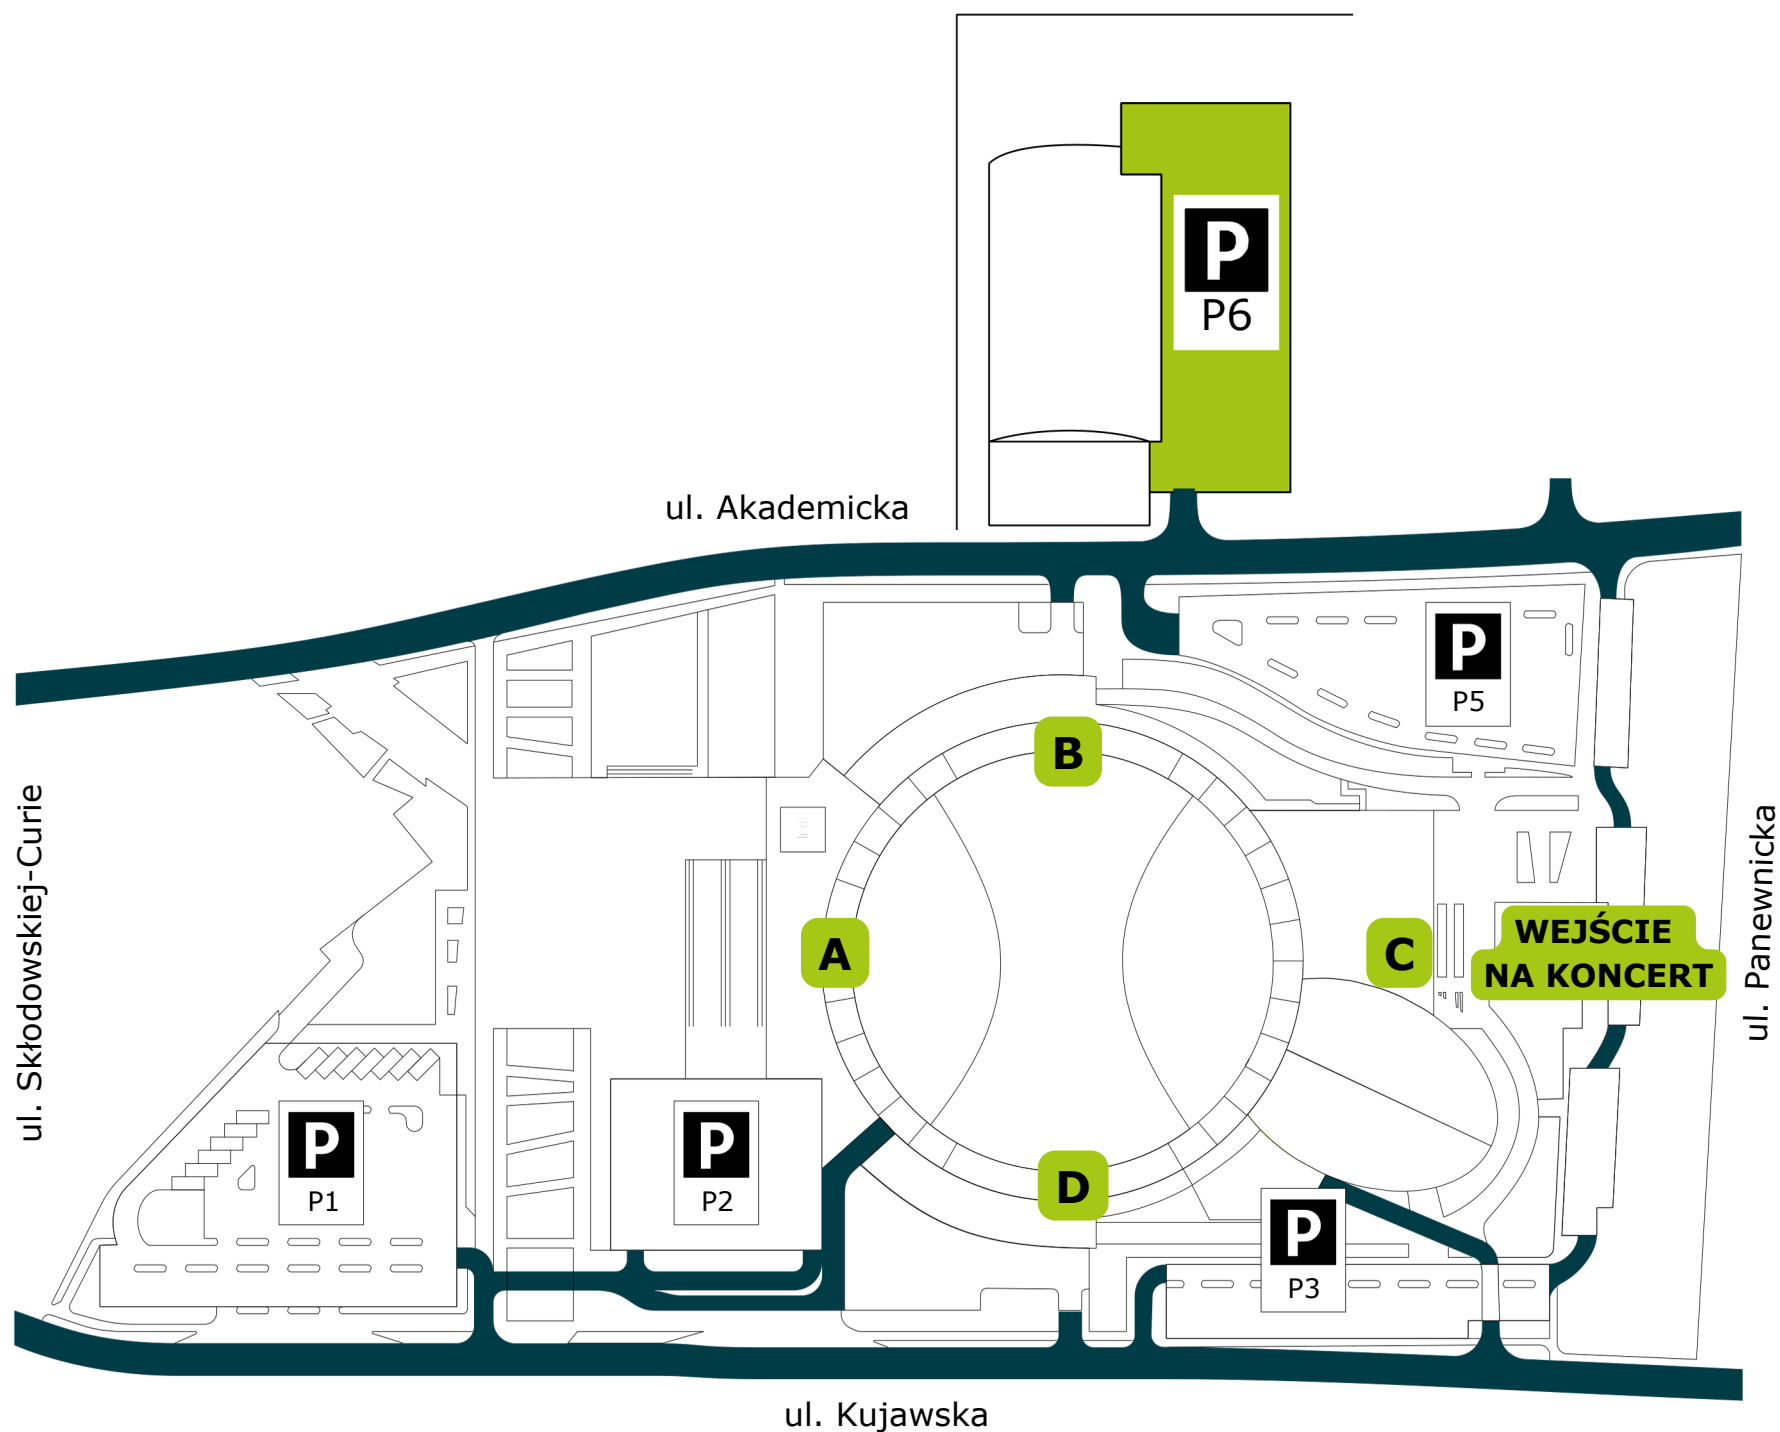 P
P6
ul. Akademicka
P
P5
B
ul. Skłodowskiej-Curie
A
C
WEJŚCIE
NA KONCERT
ul. Panewnicka
P
P1
P
P2
D
P
P3
ul. Kujawska